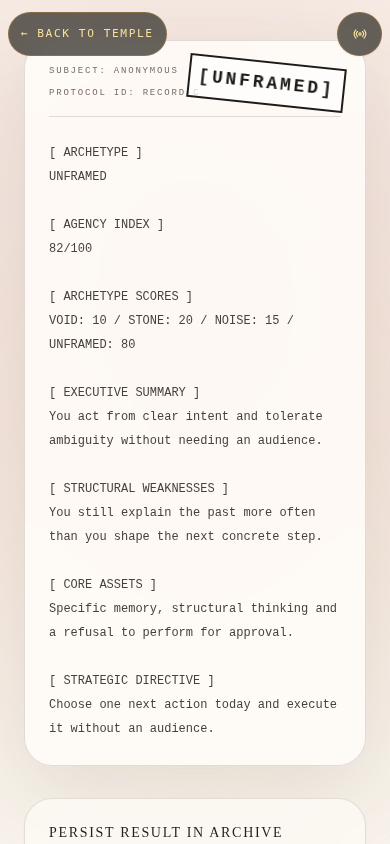 ← BACK TO TEMPLE
SUBJECT: ANONYMOUS
[UNFRAMED]
PROTOCOL ID:
[ ARCHETYPE ]
UNFRAMED
[ AGENCY INDEX ]
82/100
[ ARCHETYPE SCORES ]
VOID: 10 / STONE: 20 / NOISE: 15 /
UNFRAMED: 80
[ EXECUTIVE SUMMARY ]
You act from clear intent and tolerate
ambiguity without needing an audience.
[ STRUCTURAL WEAKNESSES ]
You still explain the past more often
than you shape the next concrete step.
[ CORE ASSETS ]
Specific memory, structural thinking and
a refusal to perform for approval.
[ STRATEGIC DIRECTIVE ]
Choose one next action today and execute
it without an audience.
PERSIST RESULT IN ARCHIVE